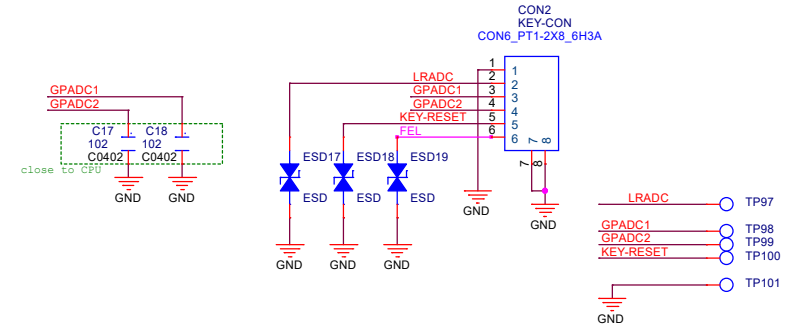 CON2
KEY-CON
CON6_PT1-2X8_6H3A
1
2
3
4
5
6
1
2
3
4
5
6
7
8
7
8
LRADC
GPADC1
GPADC2
KEY-RESET
FEL
GPADC1
GPADC2
C17
102
C0402
C18
102
C0402
close to CPU
GND
GND
ESD17
ESD
ESD18
ESD
ESD19
ESD
GND
GND
GND
GND
GND
LRADC
TP97
GPADC1
TP98
GPADC2
TP99
KEY-RESET
TP100
TP101
GND